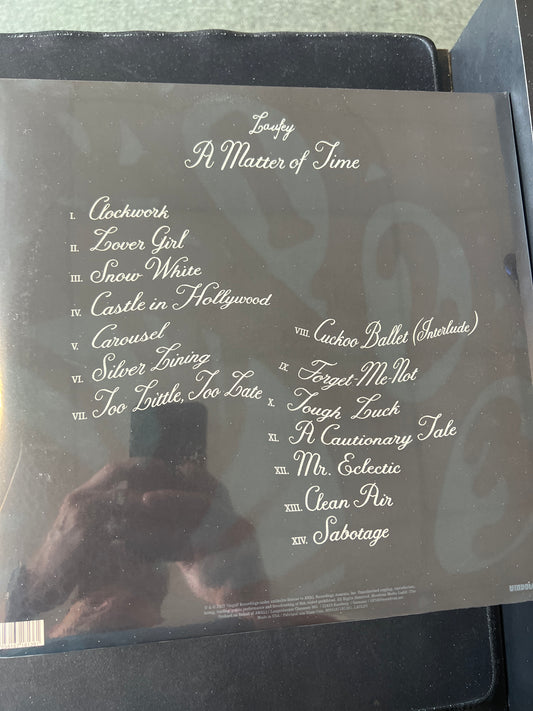 Laufey
A Matter of Time
I. Clockwork
II. Lover Girl
III. Snow White
IV. Castle in Hollywood
V. Carousel
VI. Silver Lining
VII. Too Little, Too Late
VIII. Cuckoo Ballet (Interlude)
IX. Forget-Me-Not
X. Tough Luck
XI. A Cautionary Tale
XII. Mr. Eclectic
XIII. Clean Air
XIV. Sabotage